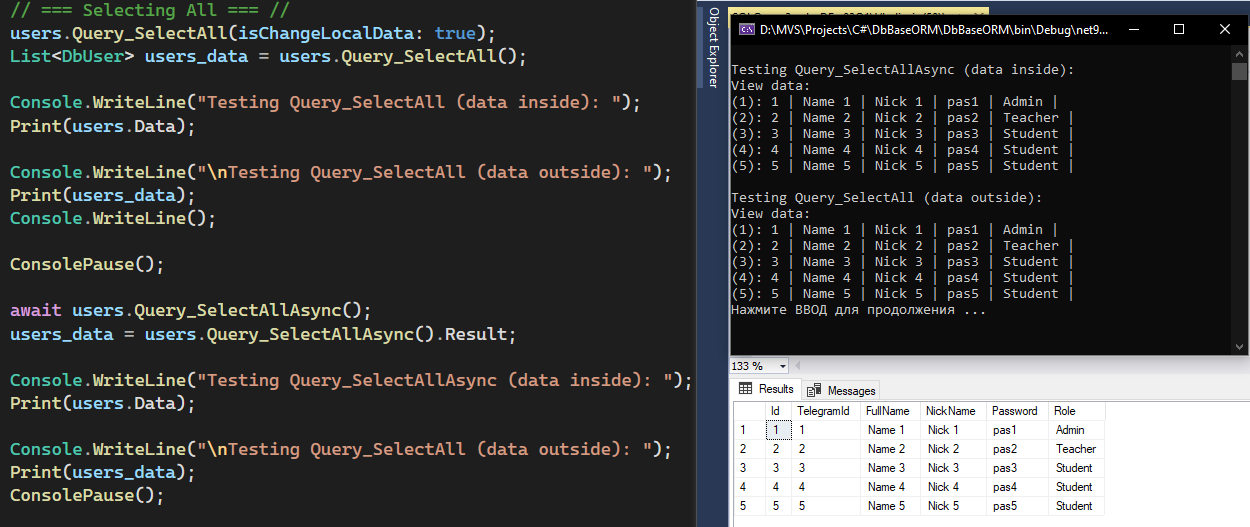 // === Selecting All === //
users.Query_SelectAll(isChangeLocalData: true);
List<DbUser> users_data = users.Query_SelectAll();
Console.WriteLine("Testing Query_SelectAll (data inside): ");
Print(users.Data);
Console.WriteLine("\nTesting Query_SelectAll (data outside): ");
Print(users_data);
Console.WriteLine();
ConsolePause();
await users.Query_SelectAllAsync();
users_data = users.Query_SelectAllAsync().Result;
Console.WriteLine("Testing Query_SelectAllAsync (data inside): ");
Print(users.Data);
Console.WriteLine("\nTesting Query_SelectAll (data outside): ");
Print(users_data);
ConsolePause();
Object Explorer
D:\MVS\Projects\C#\DbBaseORM\DbBaseORM\bin\Debug\net9...
Testing Query_SelectAllAsync (data inside):
View data:
(1): 1 | Name 1 | Nick 1 | pas1 | Admin |
(2): 2 | Name 2 | Nick 2 | pas2 | Teacher |
(3): 3 | Name 3 | Nick 3 | pas3 | Student |
(4): 4 | Name 4 | Nick 4 | pas4 | Student |
(5): 5 | Name 5 | Nick 5 | pas5 | Student |
Testing Query_SelectAll (data outside):
View data:
(1): 1 | Name 1 | Nick 1 | pas1 | Admin |
(2): 2 | Name 2 | Nick 2 | pas2 | Teacher |
(3): 3 | Name 3 | Nick 3 | pas3 | Student |
(4): 4 | Name 4 | Nick 4 | pas4 | Student |
(5): 5 | Name 5 | Nick 5 | pas5 | Student |
Нажмите ВВОД для продолжения ...
133 %
Results Messages
Id TelegramId FullName NickName Password Role
1 1 1 Name 1 Nick 1 pas1 Admin
2 2 2 Name 2 Nick 2 pas2 Teacher
3 3 3 Name 3 Nick 3 pas3 Student
4 4 4 Name 4 Nick 4 pas4 Student
5 5 5 Name 5 Nick 5 pas5 Student